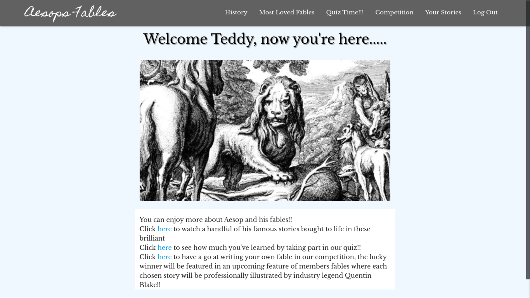 Aesops-Fables
History Most Loved Fables Quiz Time!!! Competition Your Stories Log Out
Welcome Teddy, now you're here.....
You can enjoy more about Aesop and his fables!!
Click here to watch a handful of his famous stories bought to life in these
brilliant
Click here to see how much you've learned by taking part in our quiz!!
Click here to have a go at writing your own fable in our competition, the lucky
winner will be featured in an upcoming feature of members fables where each
chosen story will be professionally illustrated by industry legend Quentin
Blake!!